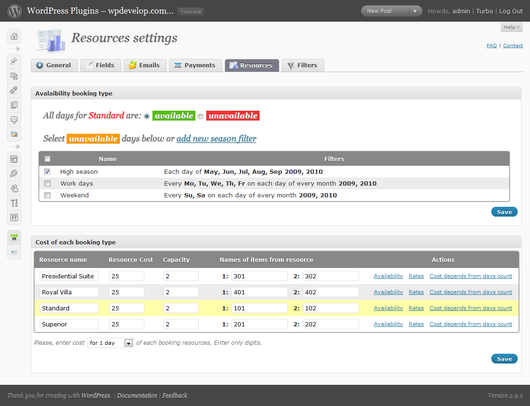 WordPress Plugins – wpdevelop.com...
New Post
Howdy, admin | Turbo | Log Out
Help
Resources settings
FAQ | Contact
General Fields Emails Payments Resources Filters
Avalaibility booking type
All days for Standard are: available unavailable
Select unavailable days below or add new season filter
Name Filters
High season Each day of May, Jun, Jul, Aug, Sep 2009, 2010
Work days Every Mo, Tu, We, Th, Fr on each day of every month 2009, 2010
Weekend Every Su, Sa on each day of every month 2009, 2010
Save
Cost of each booking type
Resource name Resource Cost Capacity Names of items from resource Actions
Presidential Suite 25 2 1: 301 2: 302 Availability Rates Cost depends from days count
Royal Villa 25 2 1: 401 2: 402 Availability Rates Cost depends from days count
Standard 25 2 1: 101 2: 102 Availability Rates Cost depends from days count
Superior 25 2 1: 201 2: 202 Availability Rates Cost depends from days count
Please, enter cost for 1 day of each booking resources. Enter only digits.
Save
Thank you for creating with WordPress. | Documentation | Feedback
Version 2.9.2